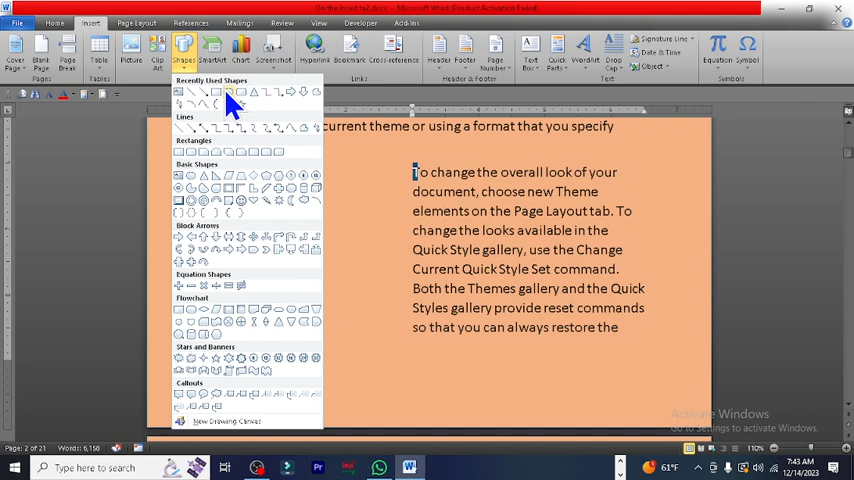 On the Insert ta2.docx - Microsoft Word (Product Activation Failed)
File Home Insert Page Layout References Mailings Review View Developer Add-Ins
Cover Page Blank Page Page Break
Table
Picture Clip Art Shapes SmartArt Chart Screenshot
Hyperlink Bookmark Cross-reference
Header Footer Page Number
Text Box Quick Parts WordArt Drop Cap
Signature Line
Date & Time
Object
Equation Symbol
Pages Tables Links Header & Footer Text Symbols
Recently Used Shapes
Lines
Rectangles
Basic Shapes
Block Arrows
Equation Shapes
Flowchart
Stars and Banners
Callouts
New Drawing Canvas
current theme or using a format that you specify
To change the overall look of your
document, choose new Theme
elements on the Page Layout tab. To
change the looks available in the
Quick Style gallery, use the Change
Current Quick Style Set command.
Both the Themes gallery and the Quick
Styles gallery provide reset commands
so that you can always restore the
Activate Windows
Go to Settings to activate Windows.
Page: 2 of 21 Words: 6,158 110%
Type here to search
61°F
7:43 AM
12/14/2023